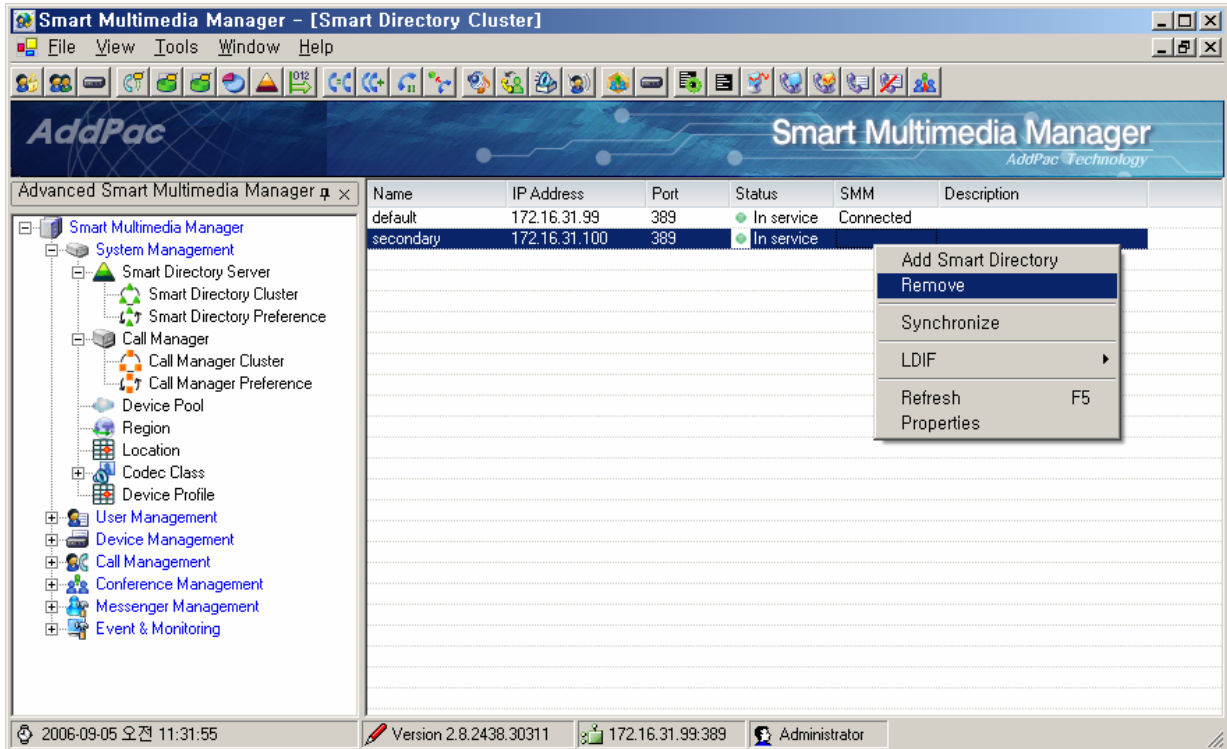 Smart Multimedia Manager - [Smart Directory Cluster]
File View Tools Window Help
012
AddPac
Smart Multimedia Manager
AddPac Technology
Advanced Smart Multimedia Manager
Smart Multimedia Manager
System Management
Smart Directory Server
Smart Directory Cluster
Smart Directory Preference
Call Manager
Call Manager Cluster
Call Manager Preference
Device Pool
Region
Location
Codec Class
Device Profile
User Management
Device Management
Call Management
Conference Management
Messenger Management
Event & Monitoring
Name IP Address Port Status SMM Description
default 172.16.31.99 389 In service Connected
secondary 172.16.31.100 389 In service
Add Smart Directory
Remove
Synchronize
LDIF
Refresh F5
Properties
2006-09-05 오전 11:31:55 Version 2.8.2438.30311 172.16.31.99:389 Administrator